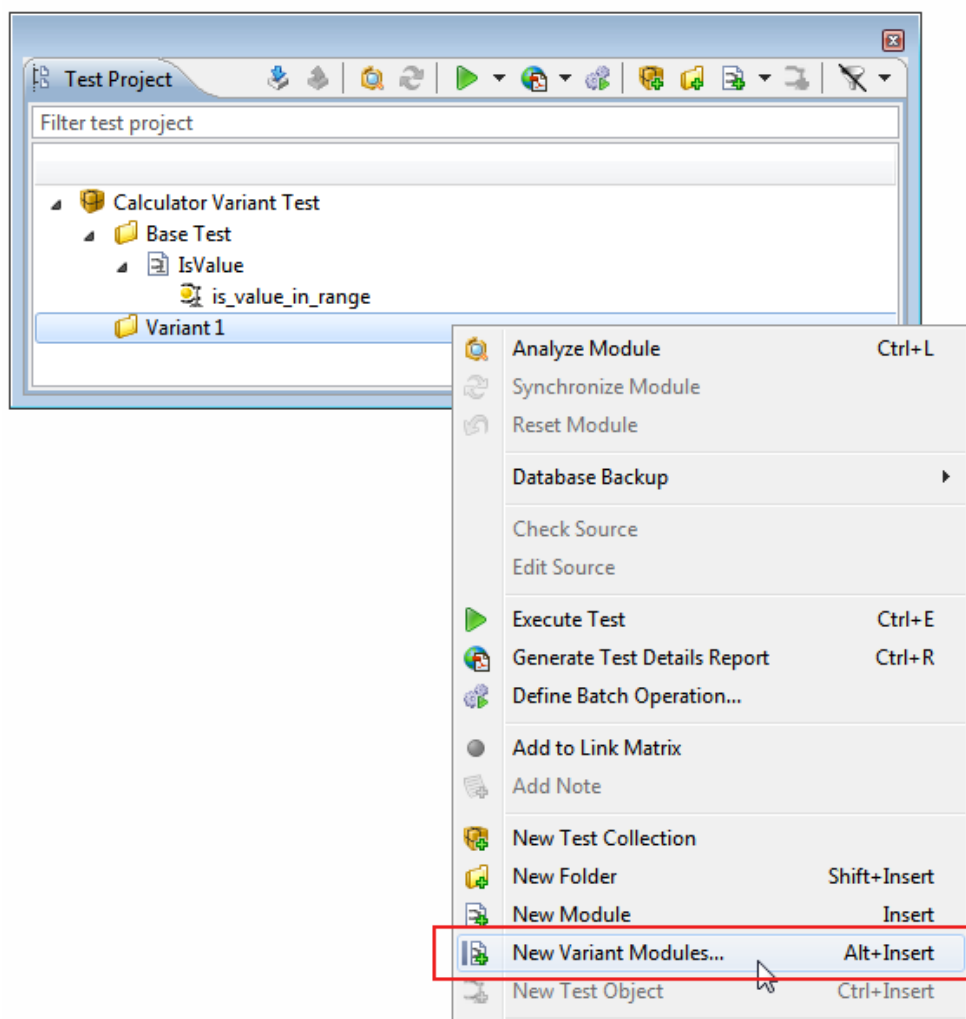 Test Project
Filter test project
Calculator Variant Test
Base Test
IsValue
is_value_in_range
Variant 1
Analyze Module Ctrl+L
Synchronize Module
Reset Module
Database Backup
Check Source
Edit Source
Execute Test Ctrl+E
Generate Test Details Report Ctrl+R
Define Batch Operation...
Add to Link Matrix
Add Note
New Test Collection
New Folder Shift+Insert
New Module Insert
New Variant Modules... Alt+Insert
New Test Object Ctrl+Insert